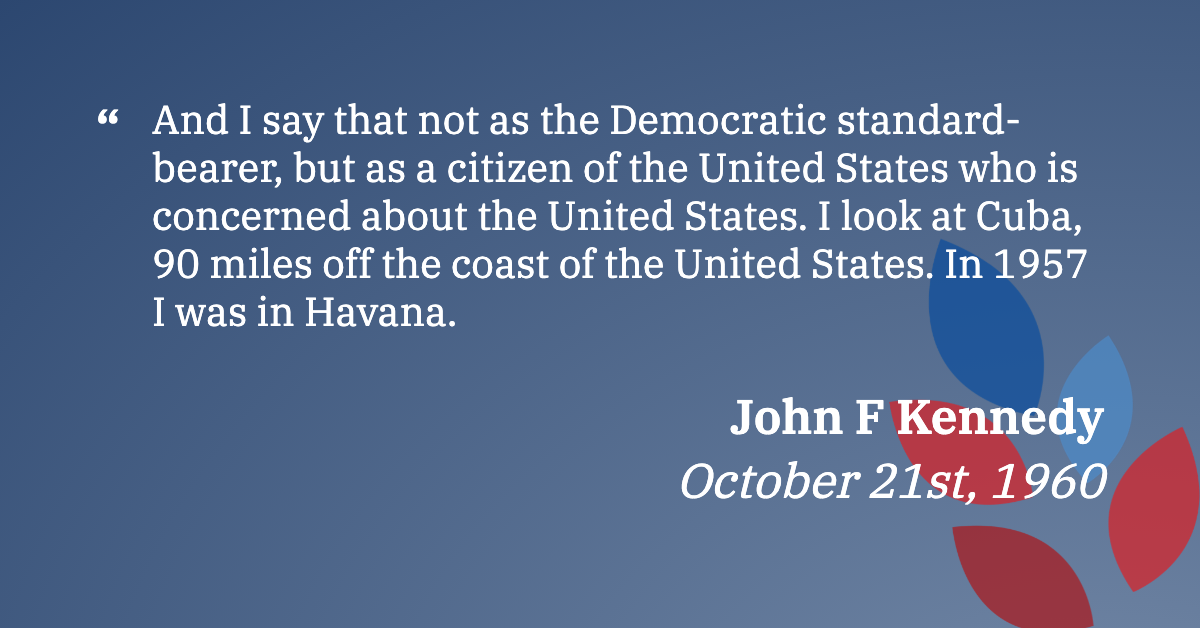 “ And I say that not as the Democratic standard-
bearer, but as a citizen of the United States who is
concerned about the United States. I look at Cuba,
90 miles off the coast of the United States. In 1957
I was in Havana.
John F Kennedy
October 21st, 1960